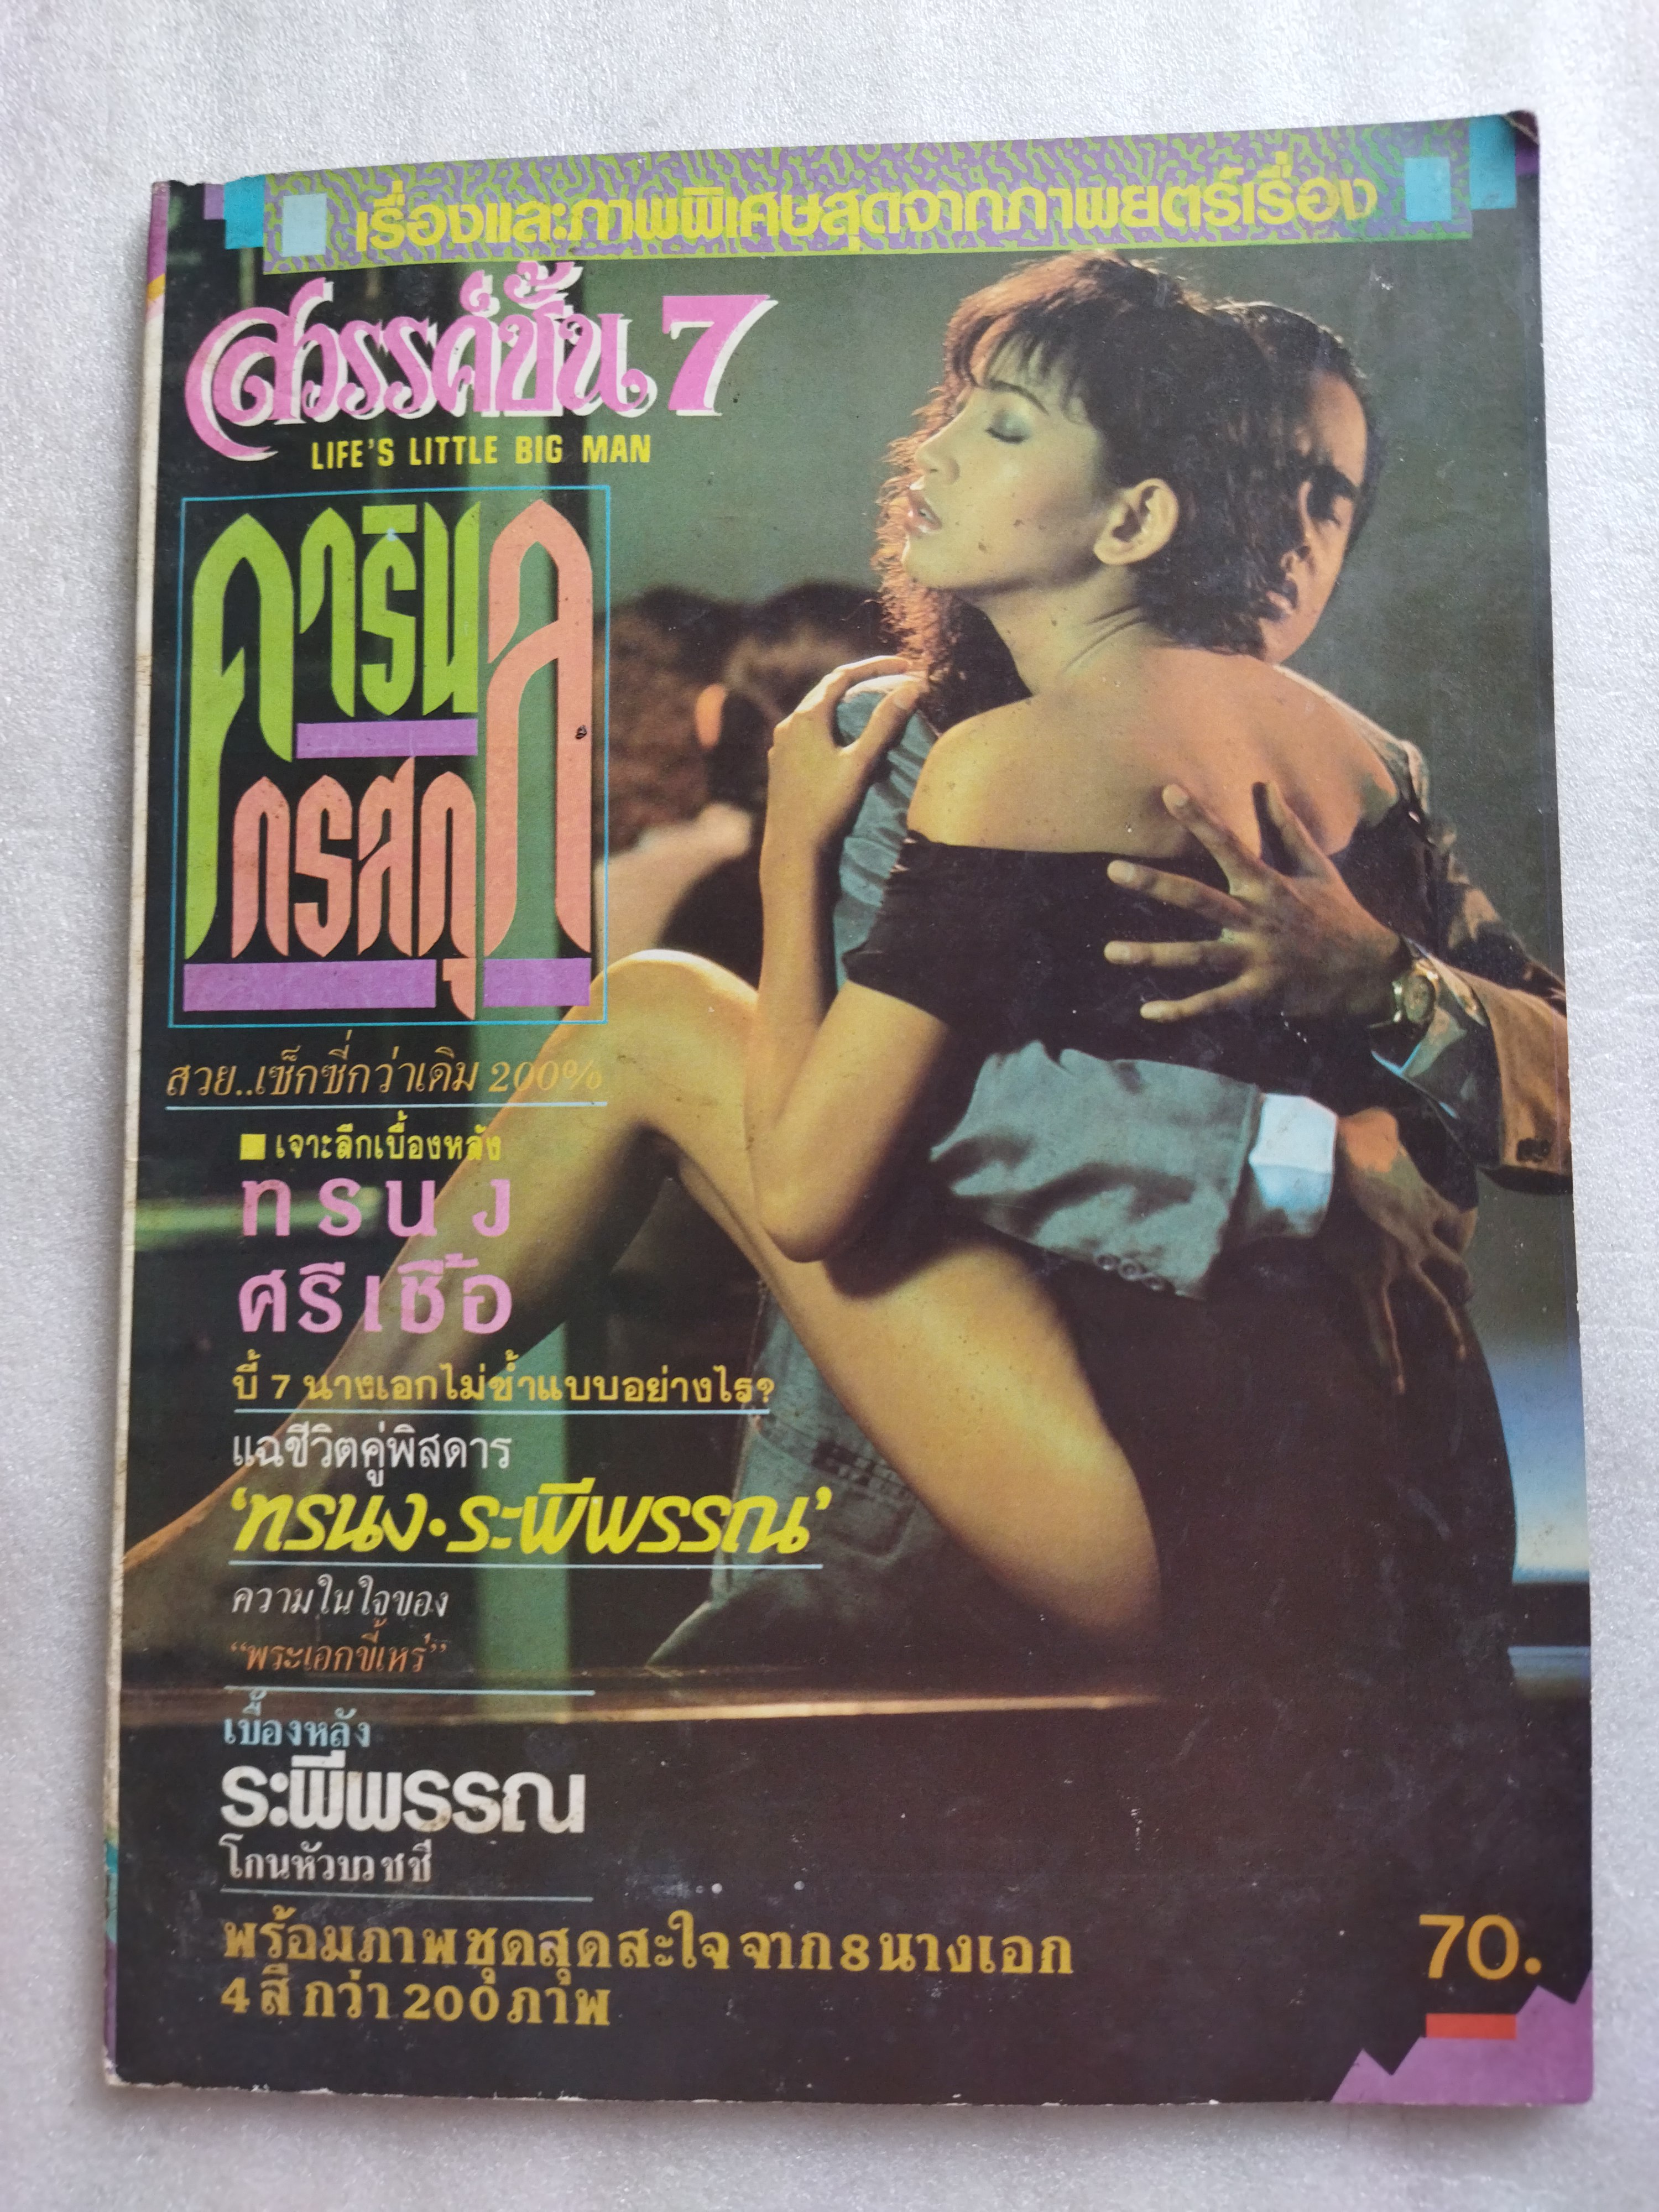 เรื่องและภาพพิเศษสุดจากภาพยตร์เรื่อง
สวรรค์ชั้น 7
LIFE'S LITTLE BIG MAN
คาริน
ไกรสกุล
สวย..เซ็กซี่กว่าเดิม 200%
เจาะลึกเบื้องหลัง
ทรนง
ศรีเชื้อ
บี้ 7 นางเอกไม่ซ้ำแบบอย่างไร?
แฉชีวิตคู่พิสดาร
‘ทรนง•ระพีพรรณ’
ความในใจของ
“พระเอกขี้เหร่”
เบื้องหลัง
ระพีพรรณ
โกนหัวบวชชี
พร้อมภาพชุดสุดสะใจจาก 8 นางเอก
4 สี กว่า 200 ภาพ
70.